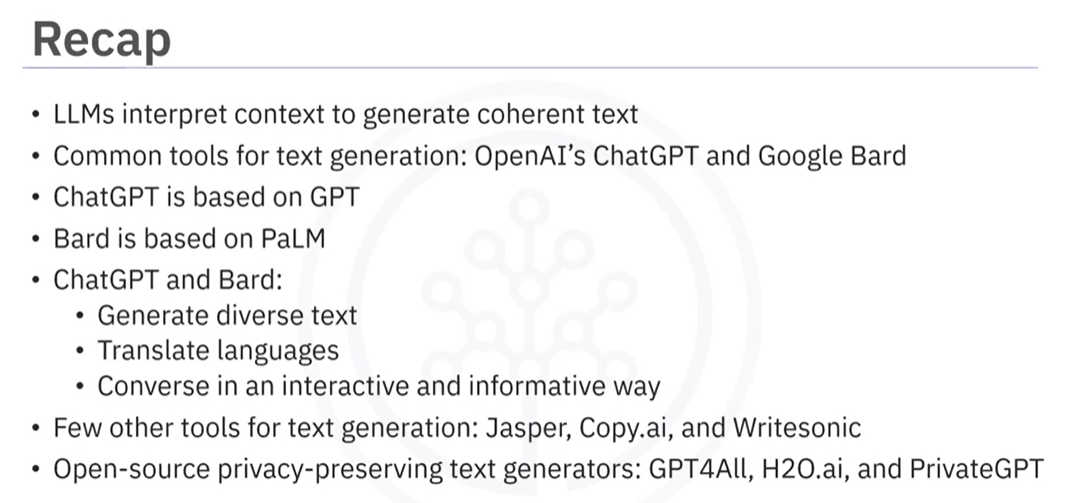 Recap
• LLMs interpret context to generate coherent text
• Common tools for text generation: OpenAI’s ChatGPT and Google Bard
• ChatGPT is based on GPT
• Bard is based on PaLM
• ChatGPT and Bard:
• Generate diverse text
• Translate languages
• Converse in an interactive and informative way
• Few other tools for text generation: Jasper, Copy.ai, and Writesonic
• Open-source privacy-preserving text generators: GPT4All, H2O.ai, and PrivateGPT